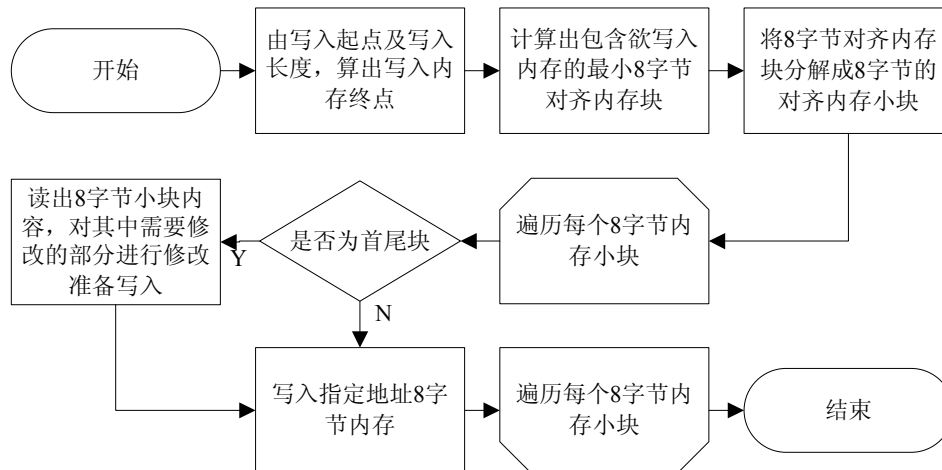 开始
由写入起点及写入
长度，算出写入内
存终点
计算出包含欲写入
内存的最小8字节
对齐内存块
将8字节对齐内存
块分解成8字节的
对齐内存小块
读出8字节小块内
容，对其中需要修
改的部分进行修改
准备写入
Y
是否为首尾块
N
遍历每个8字节内
存小块
写入指定地址8字
节内存
遍历每个8字节内
存小块
结束